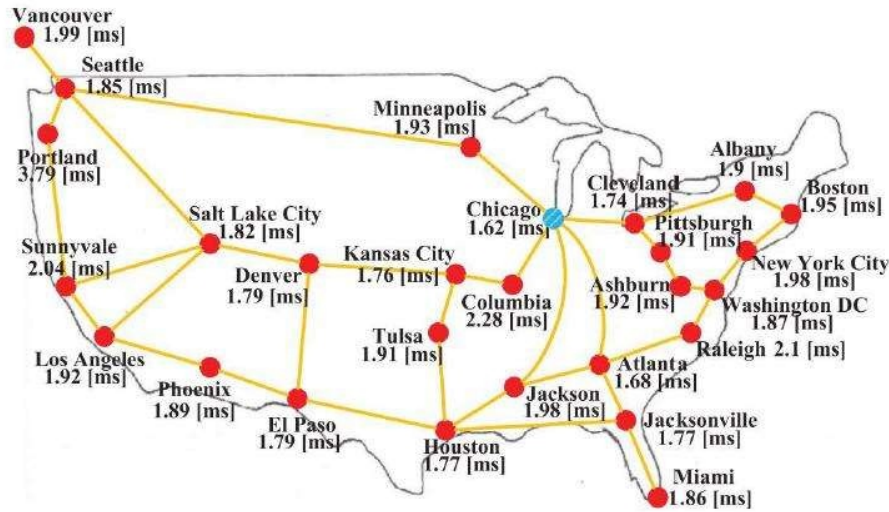 Vancouver
1.99 [ms]
Seattle
1.85 [ms]
Minneapolis
1.93 [ms]
Portland
3.79 [ms]
Albany
1.9 [ms]
Cleveland
1.74 [ms]
Boston
1.95 [ms]
Salt Lake City
1.82 [ms]
Chicago
1.62 [ms]
Pittsburgh
1.91 [ms]
Sunnyvale
2.04 [ms]
Denver
1.79 [ms]
Kansas City
1.76 [ms]
Columbia
2.28 [ms]
Ashburn
1.92 [ms]
New York City
1.98 [ms]
Washington DC
1.87 [ms]
Tulsa
1.91 [ms]
Raleigh 2.1 [ms]
Los Angeles
1.92 [ms]
Phoenix
1.89 [ms]
Atlanta
1.68 [ms]
Jackson
1.98 [ms]
El Paso
1.79 [ms]
Houston
1.77 [ms]
Jacksonville
1.77 [ms]
Miami
1.86 [ms]